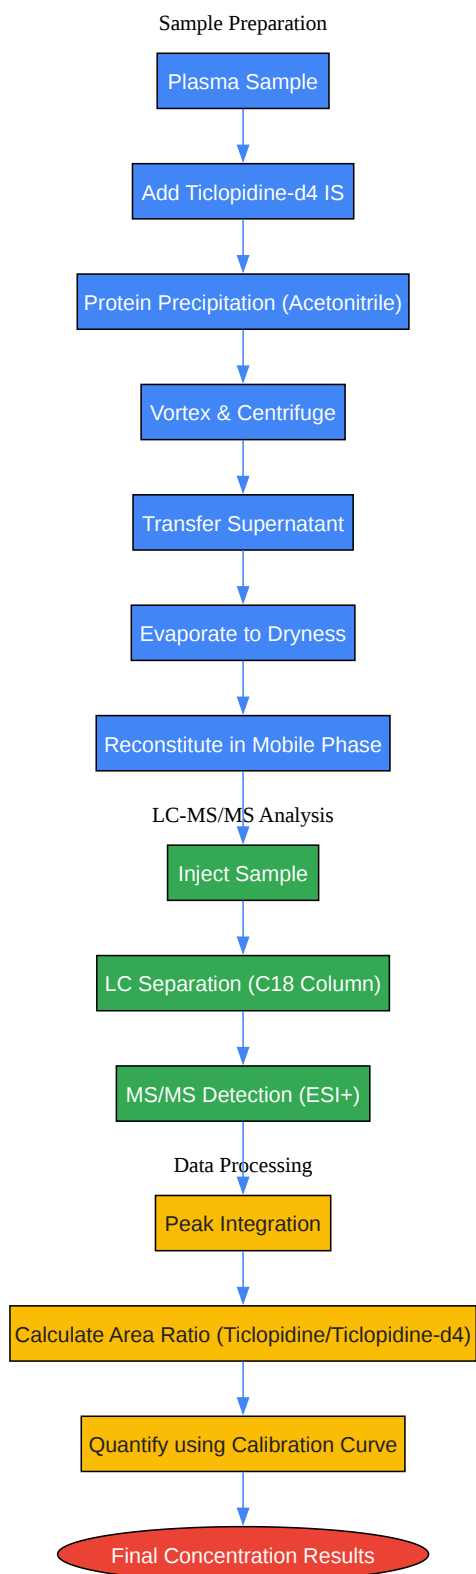 Sample Preparation
Plasma Sample
Add Ticlopidine-d4 IS
Protein Precipitation (Acetonitrile)
Vortex & Centrifuge
Transfer Supernatant
Evaporate to Dryness
Reconstitute in Mobile Phase
LC-MS/MS Analysis
Inject Sample
LC Separation (C18 Column)
MS/MS Detection (ESI+)
Data Processing
Peak Integration
Calculate Area Ratio (Ticlopidine/Ticlopidine-d4)
Quantify using Calibration Curve
Final Concentration Results